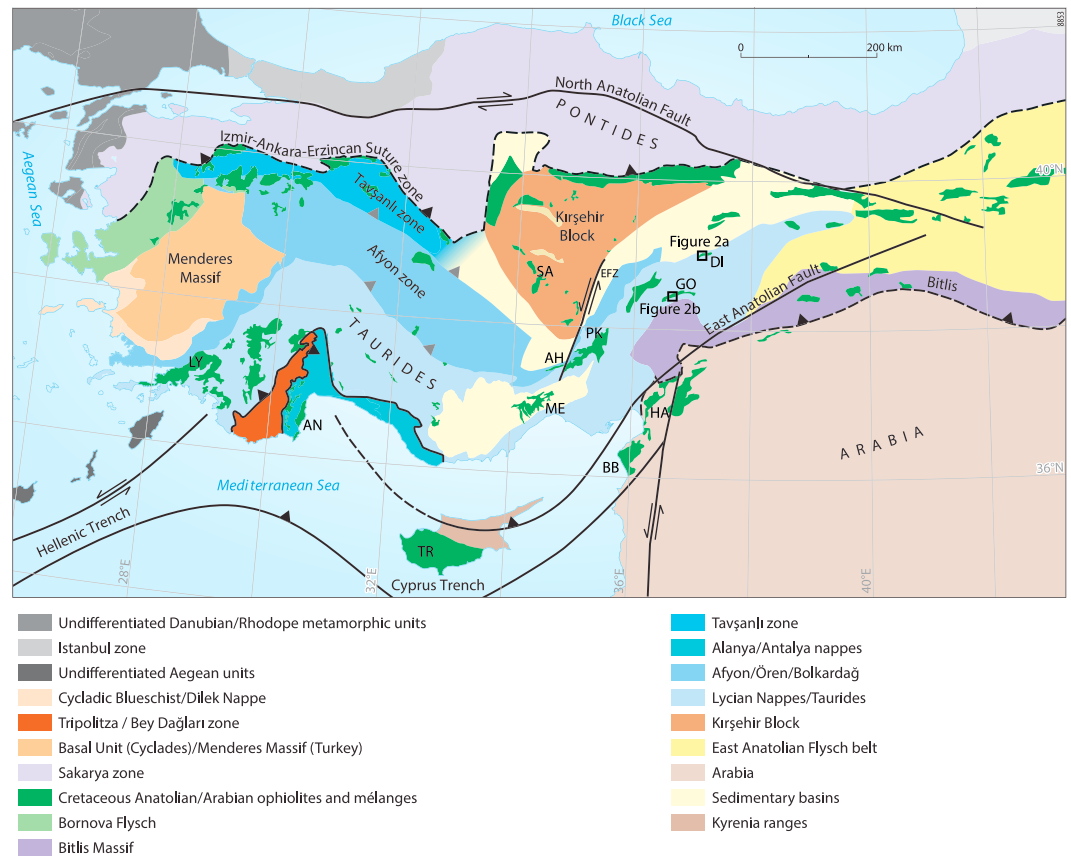 Black Sea
8853
0 200 km
North Anatolian Fault
PONTIDES
Izmir-Ankara-Erzincan Suture zone
Aegean Sea
40°N
Tavşanlı zone
Kırşehir
Block
Menderes
Massif
Afyon zone
Figure 2a
DI
SA
EFZ
GO
Figure 2b
East Anatolian Fault
Bitlis
TAURIDES
PK
LY
AH
ME
HA
AN
ARABIA
BB
36°N
Mediterranean Sea
Hellenic Trench
TR
Cyprus Trench
28°E
32°E
36°E
40°E
Undifferentiated Danubian/Rhodope metamorphic units
Istanbul zone
Undifferentiated Aegean units
Cycladic Blueschist/Dilek Nappe
Tripolitza / Bey Dağları zone
Basal Unit (Cyclades)/Menderes Massif (Turkey)
Sakarya zone
Cretaceous Anatolian/Arabian ophiolites and mélanges
Bornova Flysch
Bitlis Massif
Tavşanlı zone
Alanya/Antalya nappes
Afyon/Ören/Bolkardağ
Lycian Nappes/Taurides
Kırşehir Block
East Anatolian Flysch belt
Arabia
Sedimentary basins
Kyrenia ranges